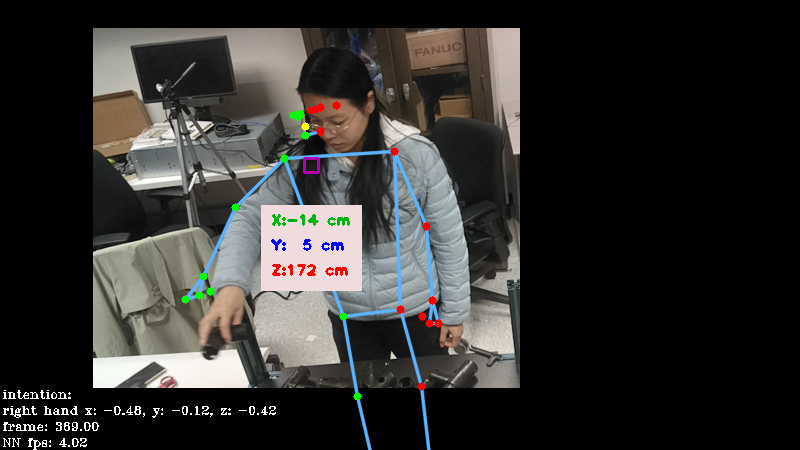 FANUC
X:-14 cm
Y: 5 cm
Z:172 cm
intention:
right hand x: -0.48, y: -0.12, z: -0.42
frame: 369.00
NN fps: 4.02